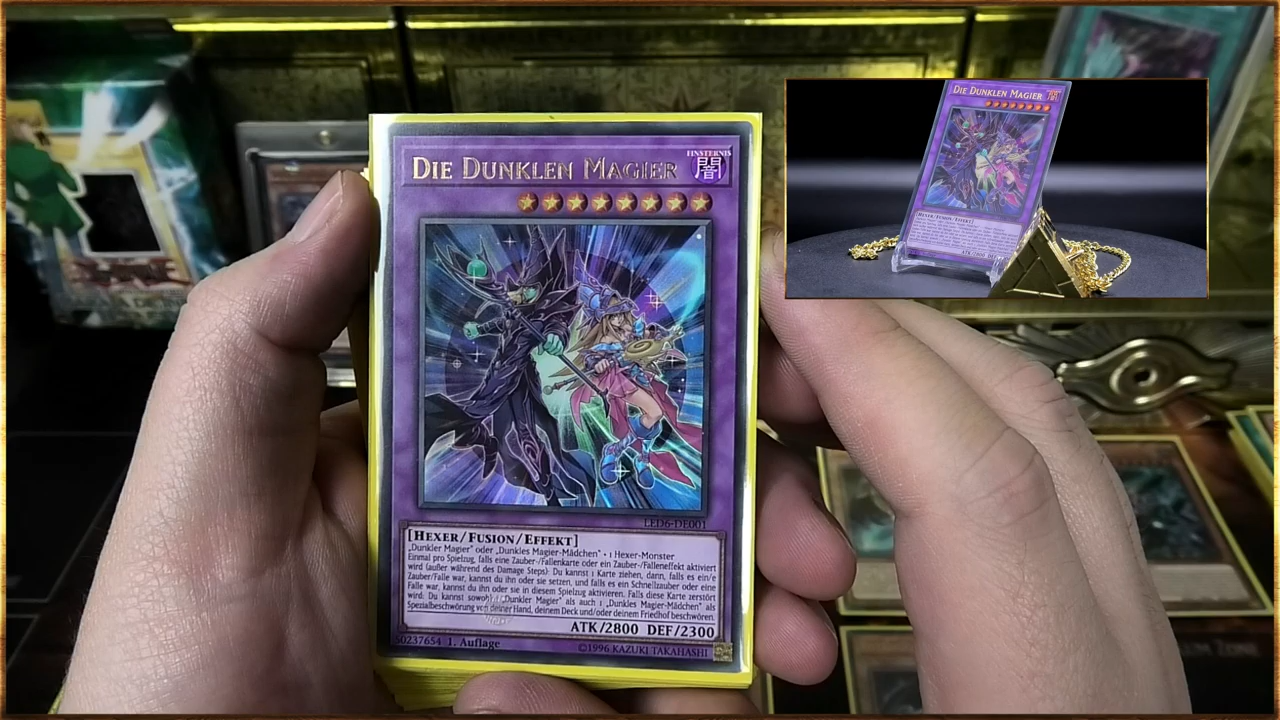 DIE DUNKLEN MAGIER
FINSTERNIS
闇
LED6-DE001
[HEXER/FUSION/EFFEKT]
„Dunkler Magier" oder „Dunkles Magier-Mädchen" + 1 Hexer-Monster
Einmal pro Spielzug, falls eine Zauber-/Fallenkarte oder ein Zauber-/Falleneffekt aktiviert
wird (außer während des Damage Steps): Du kannst 1 Karte ziehen, dann, falls es ein/e
Zauber/Falle war, kannst du ihn oder sie setzen, und falls es ein Schnellzauber oder eine
Falle war, kannst du ihn oder sie in diesem Spielzug aktivieren. Falls diese Karte zerstört
wird: Du kannst sowohl 1 „Dunkler Magier" als auch 1 „Dunkles Magier-Mädchen" als
Spezialbeschwörung von deiner Hand, deinem Deck und/oder deinem Friedhof beschwören.
ATK/2800 DEF/2300
50237654 1. Auflage
©1996 KAZUKI TAKAHASHI
DIE DUNKLEN MAGIER
闇
[HEXER/FUSION/EFFEKT]